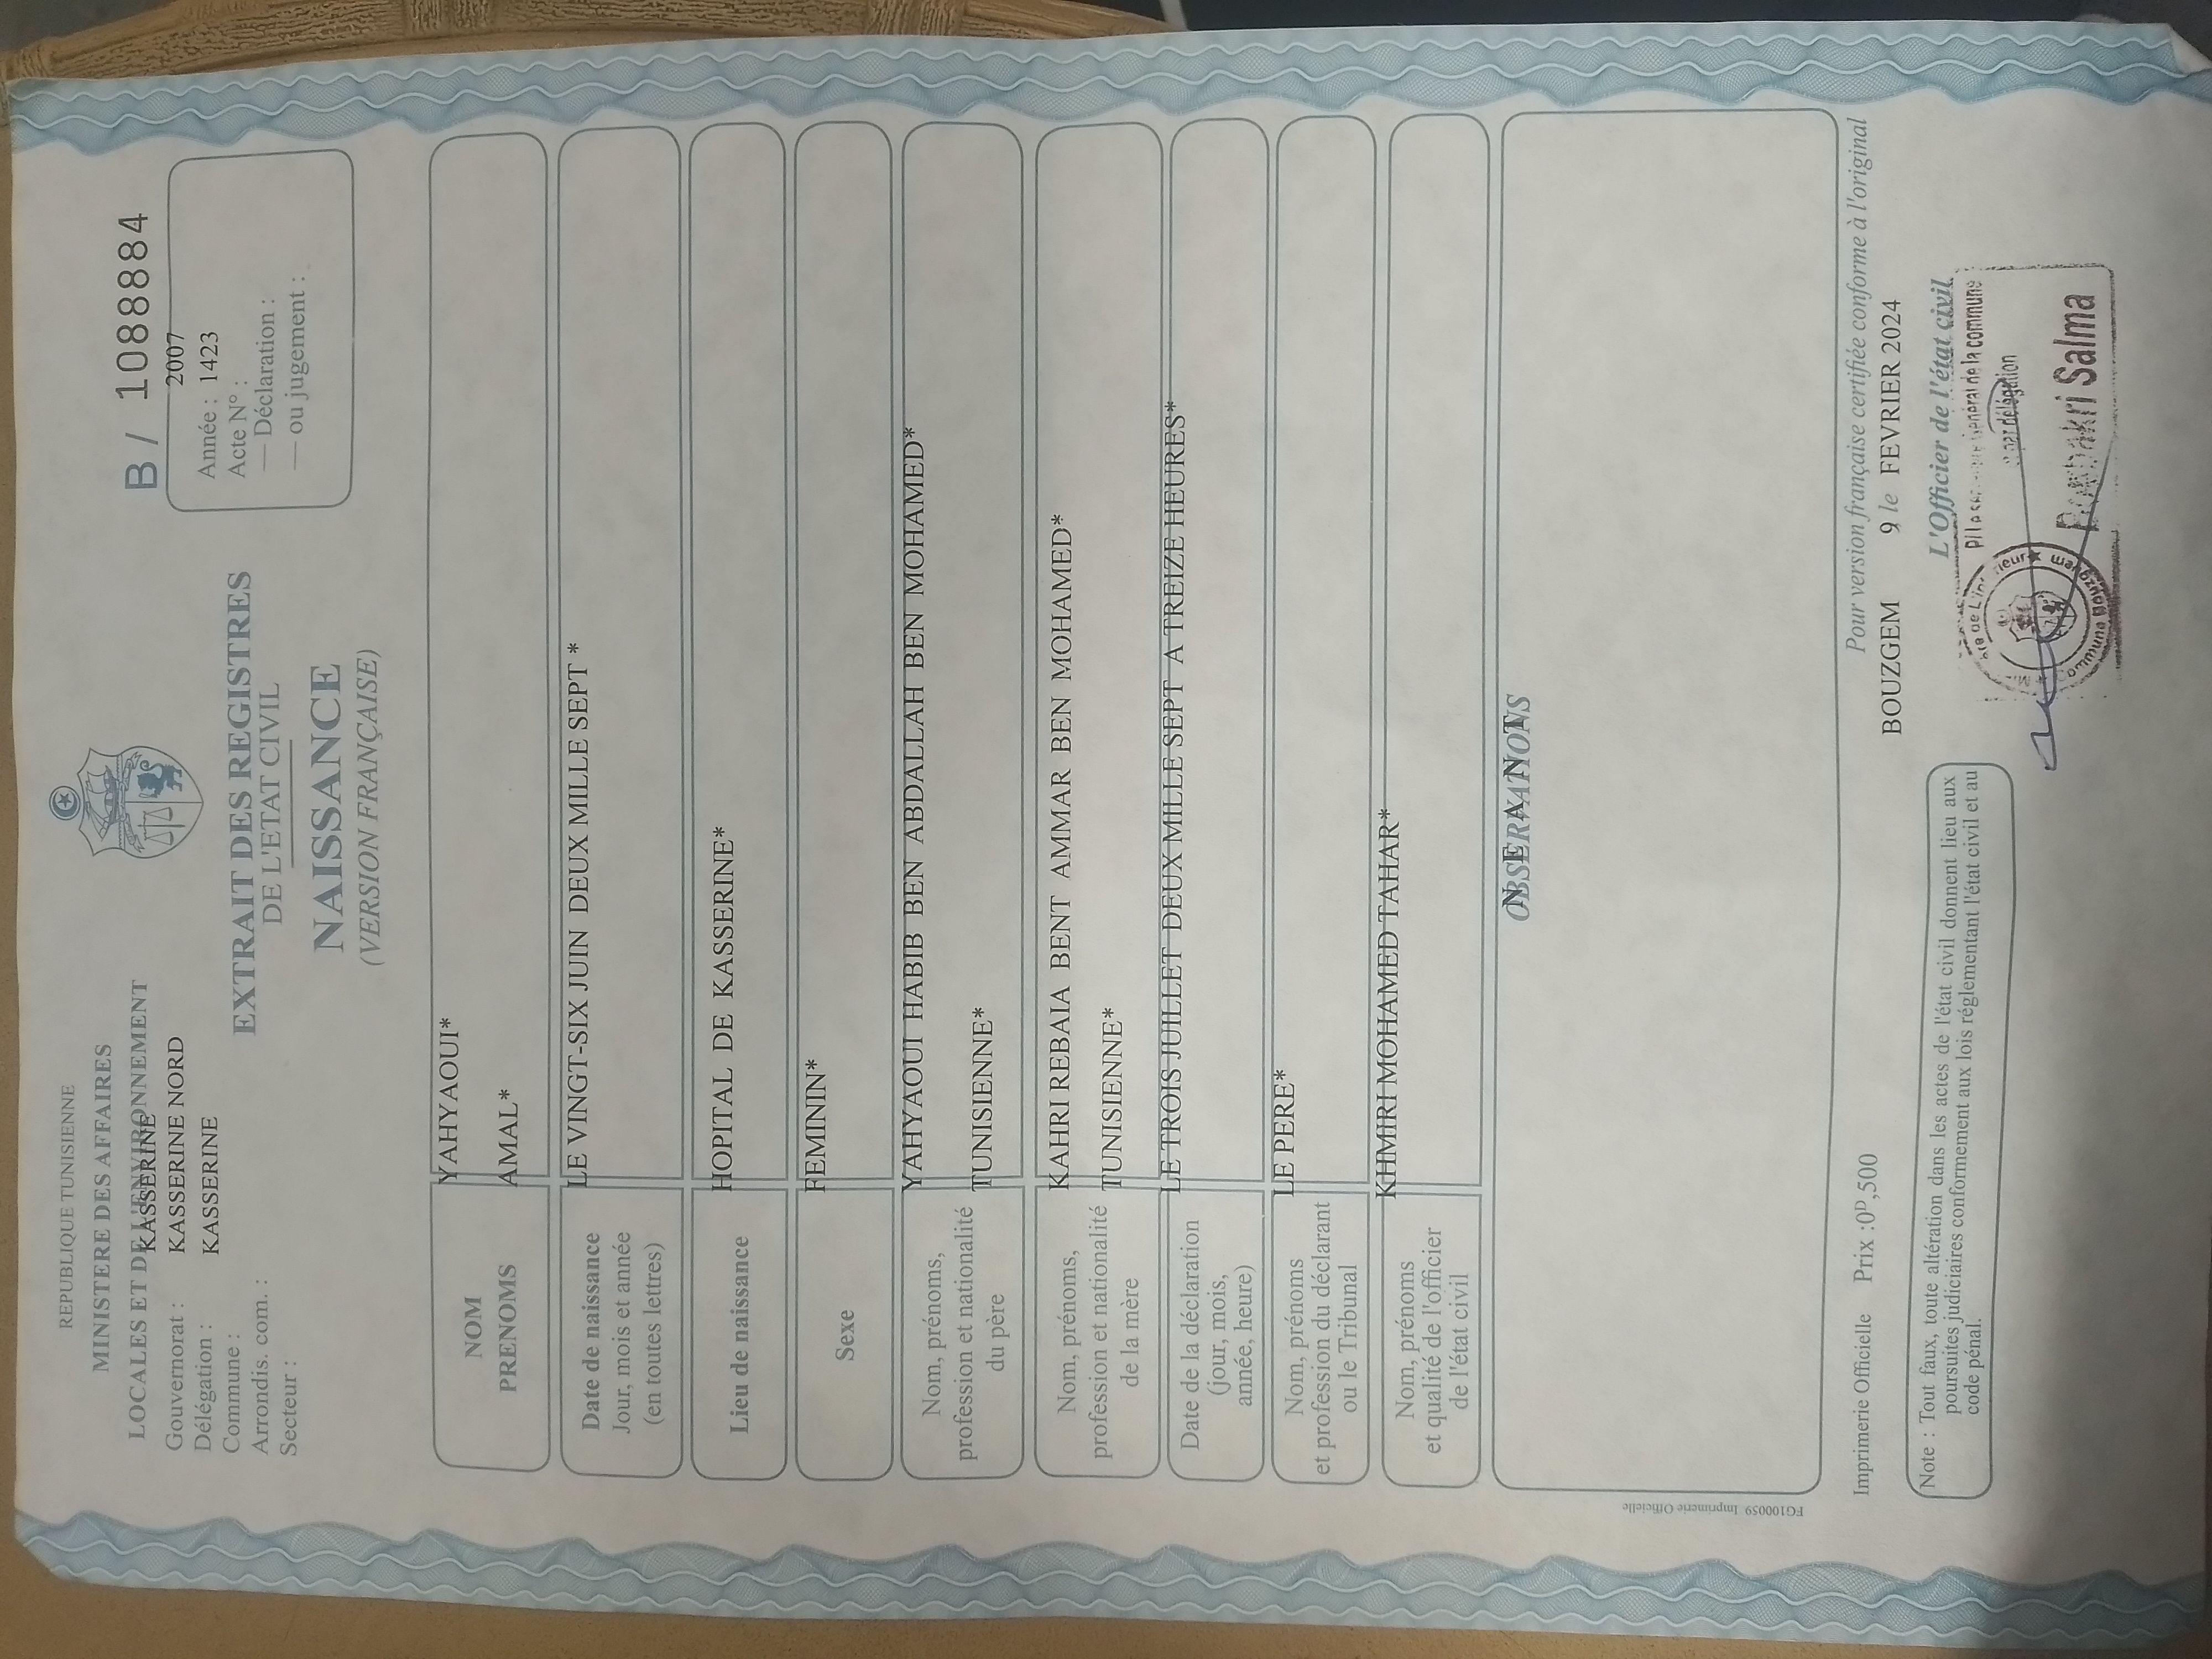 REPUBLIQUE TUNISIENNE
MINISTERE DES AFFAIRES
LOCALES ET DE L'ENVIRONNEMENT
KASSERINE
Gouvernorat : KASSERINE NORD
Délégation : KASSERINE
Commune :
Arrondis. com. :
Secteur :
B / 1088884
2007
Année : 1423
Acte N° :
— Déclaration :
— ou jugement :
EXTRAIT DES REGISTRES
DE L'ETAT CIVIL
NAISSANCE
(VERSION FRANÇAISE)
NOM YAHYAOUI*
PRENOMS AMAL*
Date de naissance
Jour, mois et année
(en toutes lettres)
LE VINGT-SIX JUIN DEUX MILLE SEPT *
Lieu de naissance HOPITAL DE KASSERINE*
Sexe FEMININ*
Nom, prénoms,
profession et nationalité
du père
YAHYAOUI HABIB BEN ABDALLAH BEN MOHAMED*
TUNISIENNE*
Nom, prénoms,
profession et nationalité
de la mère
KAHRI REBAIA BENT AMMAR BEN MOHAMED*
TUNISIENNE*
Date de la déclaration
(jour, mois,
année, heure)
LE TROIS JUILLET DEUX MILLE SEPT A TREIZE HEURES*
Nom, prénoms
et profession du déclarant
ou le Tribunal
LE PERE*
Nom, prénoms
et qualité de l'officier
de l'état civil
KHMIRI MOHAMED TAHAR*
OBSERVATIONS
N E A N T
FG100059 Imprimerie Officielle
Imprimerie Officielle Prix :0ᴰ,500
Pour version française certifiée conforme à l'original
BOUZGEM 9 le FEVRIER 2024
L'Officier de l'état civil
de la commune
par délégation
Salma
Note : Tout faux, toute altération dans les actes de l'état civil donnent lieu aux
poursuites judiciaires conformement aux lois réglementant l'état civil et au
code pénal.